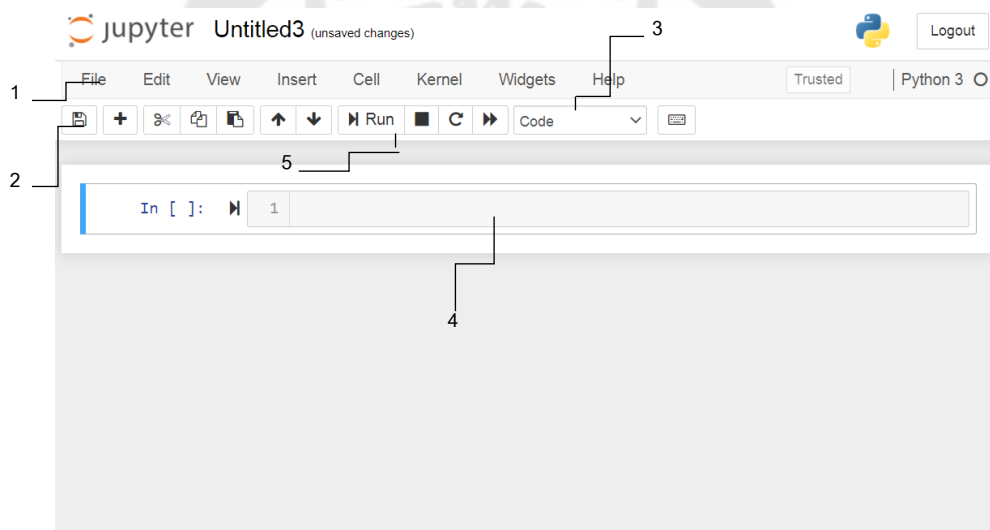 jupyter Untitled3 (unsaved changes) 3 Logout
1 File Edit View Insert Cell Kernel Widgets Help Trusted Python 3
Run Code
5
2
In [ ]: 1
4